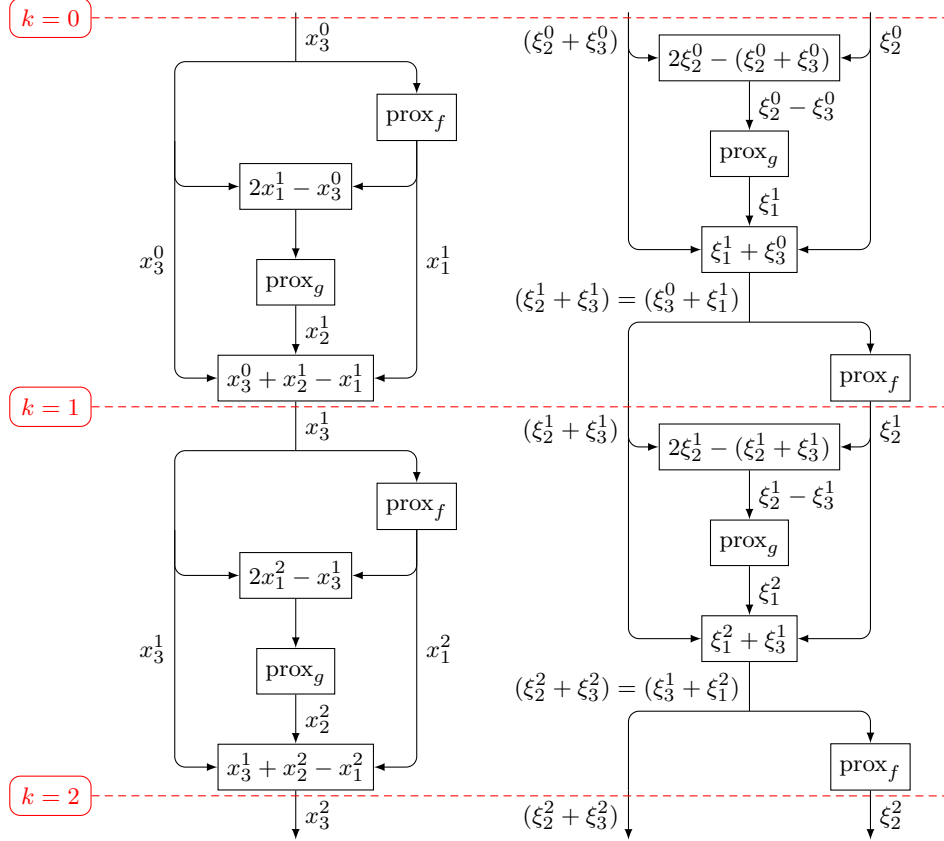 k = 0
x_3^0
prox_f
2x_1^1 − x_3^0
x_3^0
x_1^1
prox_g
x_2^1
x_3^0 + x_2^1 − x_1^1
k = 1
x_3^1
prox_f
2x_1^2 − x_3^1
x_3^1
x_1^2
prox_g
x_2^2
x_3^1 + x_2^2 − x_1^2
k = 2
x_3^2
(ξ_2^0 + ξ_3^0)
ξ_2^0
2ξ_2^0 − (ξ_2^0 + ξ_3^0)
ξ_2^0 − ξ_3^0
prox_g
ξ_1^1
ξ_1^1 + ξ_3^0
(ξ_2^1 + ξ_3^1) = (ξ_3^0 + ξ_1^1)
prox_f
(ξ_2^1 + ξ_3^1)
ξ_2^1
2ξ_2^1 − (ξ_2^1 + ξ_3^1)
ξ_2^1 − ξ_3^1
prox_g
ξ_1^2
ξ_1^2 + ξ_3^1
(ξ_2^2 + ξ_3^2) = (ξ_3^1 + ξ_1^2)
prox_f
(ξ_2^2 + ξ_3^2)
ξ_2^2